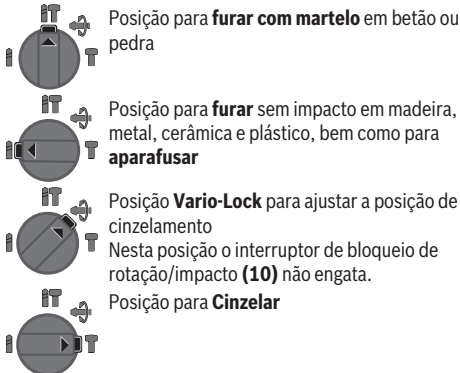 Posição para furar com martelo em betão ou
pedra
Posição para furar sem impacto em madeira,
metal, cerâmica e plástico, bem como para
aparafusar
Posição Vario-Lock para ajustar a posição de
cinzelamento
Nesta posição o interruptor de bloqueio de
rotação/impacto (10) não engata.
Posição para Cinzelar